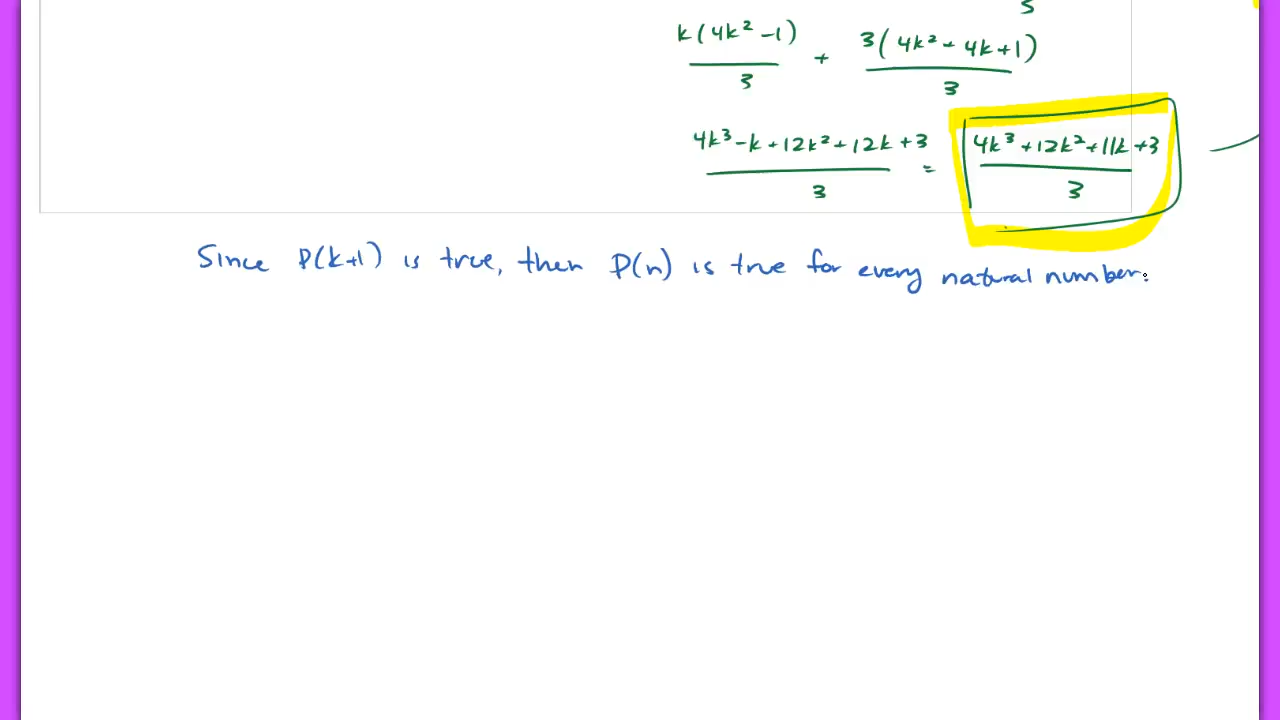 3
k(4k² -1) / 3 + 3(4k² + 4k + 1) / 3
4k³ - k + 12k² + 12k + 3 / 3 = 4k³ + 12k² + 11k + 3 / 3
Since P(k+1) is true, then P(n) is true for every natural number.